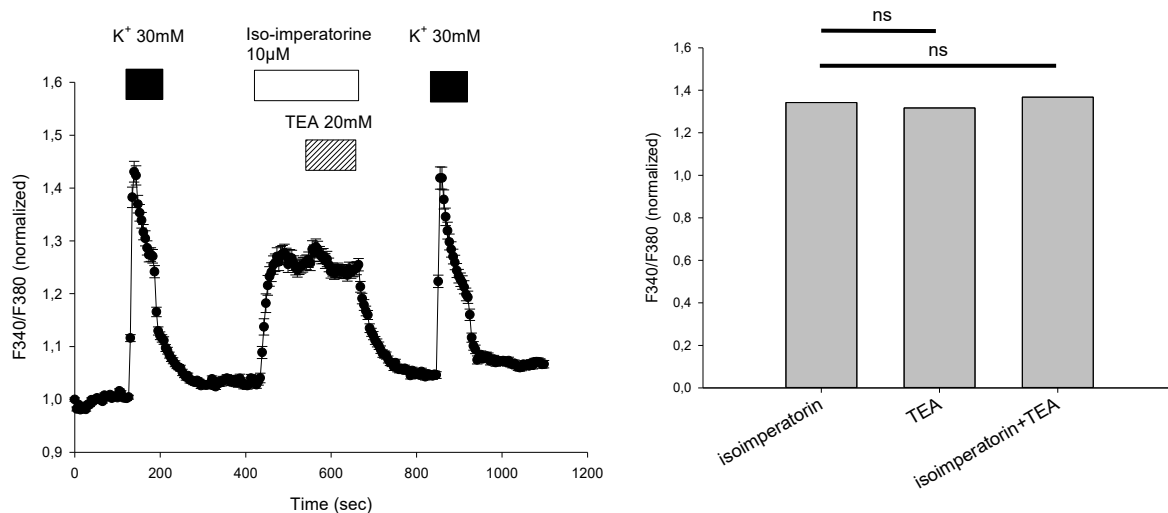 K⁺ 30mM
Iso-imperatorine
10µM
K⁺ 30mM
TEA 20mM
1,6
1,5
1,4
1,3
1,2
1,1
1,0
0,9
F340/F380 (normalized)
0
200
400
600
800
1000
1200
Time (sec)
ns
ns
1,6
1,4
1,2
1,0
0,8
0,6
0,4
0,2
0,0
F340/F380 (normalized)
isoimperatorin
TEA
isoimperatorin+TEA